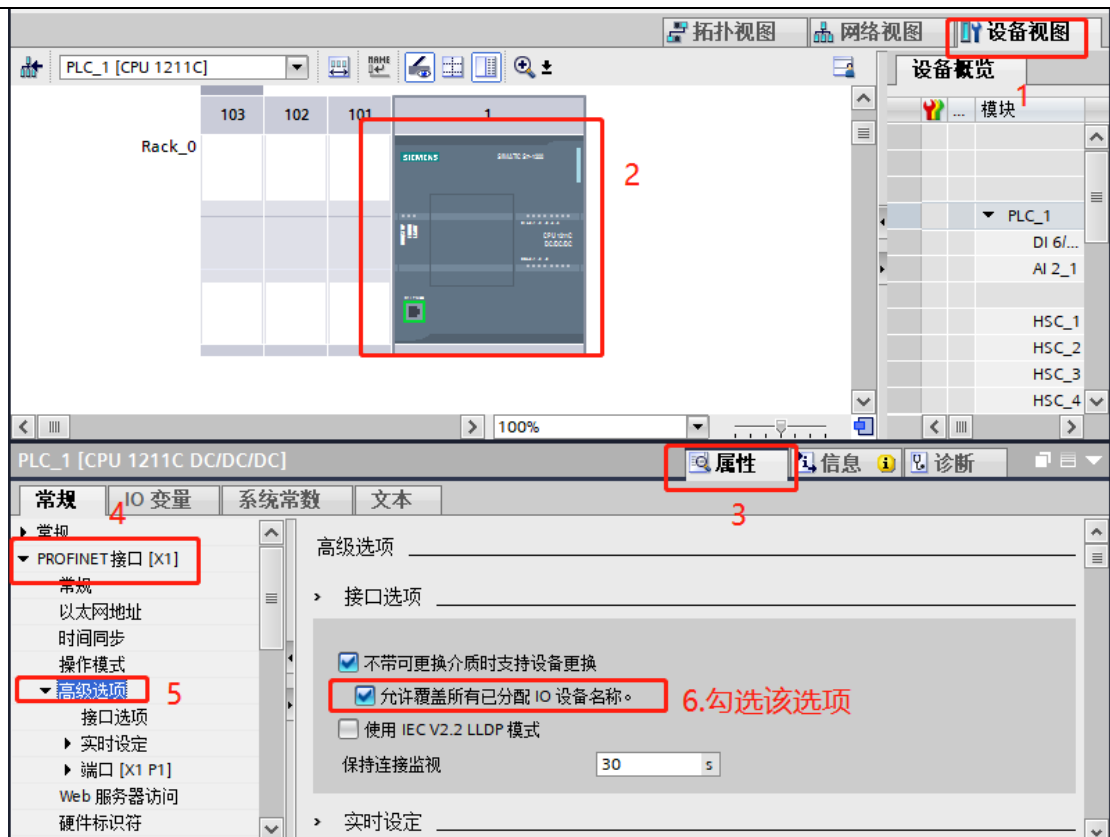 拓扑视图 网络视图 设备视图
PLC_1 [CPU 1211C]
设备概览
1
... 模块
103 102 101 1
Rack_0
SIEMENS SIMATIC S7-1200
2
CPU 1211C
DC/DC/DC
PLC_1
DI 6/...
AI 2_1
HSC_1
HSC_2
HSC_3
HSC_4
100%
PLC_1 [CPU 1211C DC/DC/DC]
属性 信息 诊断
3
常规 IO 变量 系统常数 文本
4
常规
PROFINET接口 [X1]
常规
以太网地址
时间同步
操作模式
高级选项 5
接口选项
实时设定
端口 [X1 P1]
Web 服务器访问
硬件标识符
高级选项
接口选项
不带可更换介质时支持设备更换
允许覆盖所有已分配 IO 设备名称。 6.勾选该选项
使用 IEC V2.2 LLDP 模式
保持连接监视 30 s
实时设定